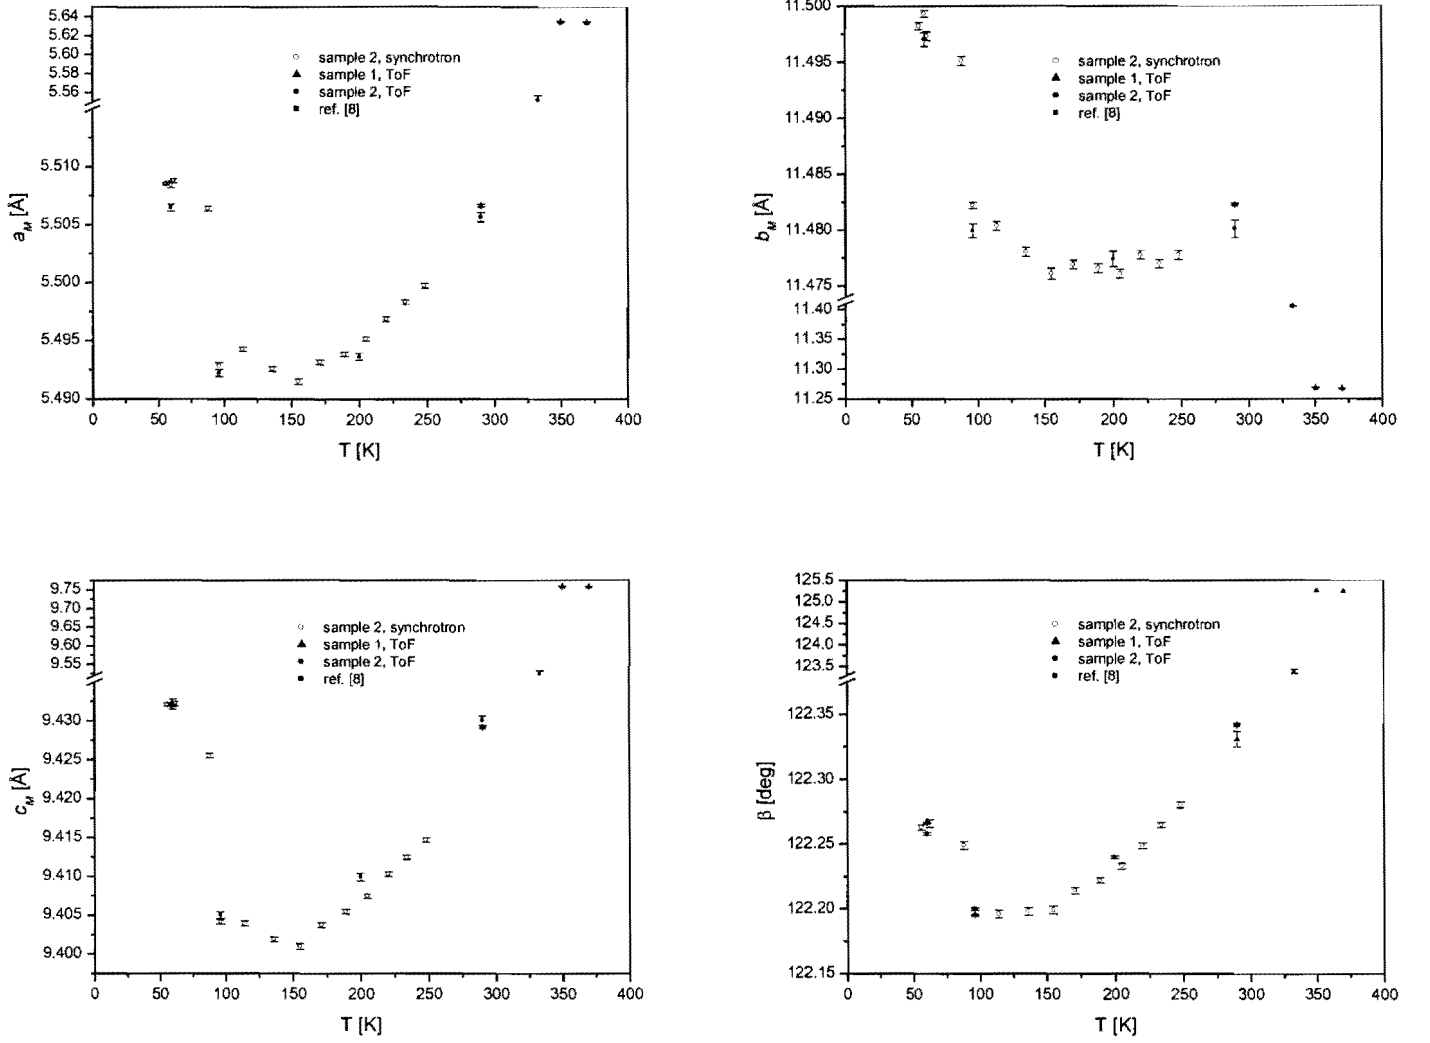 5.64
5.62
5.60
5.58
5.56
5.510
5.505
5.500
5.495
5.490
a_M [Å]
sample 2, synchrotron
sample 1, ToF
sample 2, ToF
ref. [8]
0 50 100 150 200 250 300 350 400
T [K]
11.500
11.495
11.490
11.485
11.480
11.475
11.40
11.35
11.30
11.25
b_M [Å]
sample 2, synchrotron
sample 1, ToF
sample 2, ToF
ref. [8]
0 50 100 150 200 250 300 350 400
T [K]
9.75
9.70
9.65
9.60
9.55
9.430
9.425
9.420
9.415
9.410
9.405
9.400
c_M [Å]
sample 2, synchrotron
sample 1, ToF
sample 2, ToF
ref. [8]
0 50 100 150 200 250 300 350 400
T [K]
125.5
125.0
124.5
124.0
123.5
122.35
122.30
122.25
122.20
122.15
β [deg]
sample 2, synchrotron
sample 1, ToF
sample 2, ToF
ref. [8]
0 50 100 150 200 250 300 350 400
T [K]